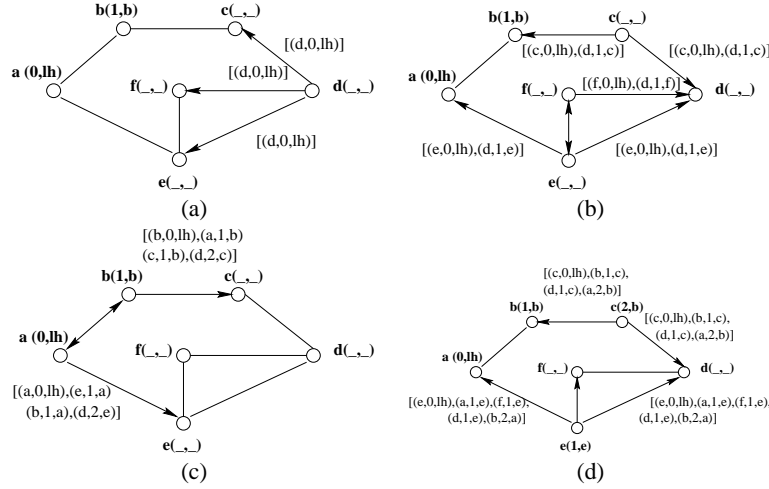 b(1,b)
c(_,_)
[(d,0,lh)]
a (0,lh)
f(_,_)
[(d,0,lh)]
d(_,_)
[(d,0,lh)]
e(_,_)
(a)
b(1,b)
c(_,_)
[(c,0,lh),(d,1,c)]
[(c,0,lh),(d,1,c)]
a (0,lh)
f(_,_)
[(f,0,lh),(d,1,f)]
d(_,_)
[(e,0,lh),(d,1,e)]
[(e,0,lh),(d,1,e)]
e(_,_)
(b)
[(b,0,lh),(a,1,b)
(c,1,b),(d,2,c)]
b(1,b)
c(_,_)
a (0,lh)
f(_,_)
d(_,_)
[(a,0,lh),(e,1,a)
(b,1,a),(d,2,e)]
e(_,_)
(c)
[(c,0,lh),(b,1,c),
(d,1,c),(a,2,b)]
b(1,b)
c(2,b)
[(c,0,lh),(b,1,c),
(d,1,c),(a,2,b)]
a (0,lh)
f(_,_)
d(_,_)
[(e,0,lh),(a,1,e),(f,1,e),
(d,1,e),(b,2,a)]
[(e,0,lh),(a,1,e),(f,1,e),
(d,1,e),(b,2,a)]
e(1,e)
(d)